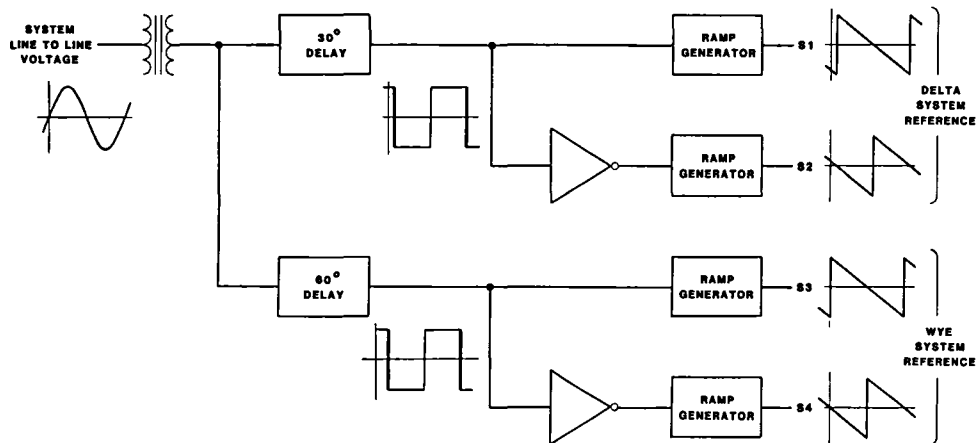 SYSTEM
LINE TO LINE
VOLTAGE
30°
DELAY
RAMP
GENERATOR
S1
RAMP
GENERATOR
S2
DELTA
SYSTEM
REFERENCE
60°
DELAY
RAMP
GENERATOR
S3
RAMP
GENERATOR
S4
WYE
SYSTEM
REFERENCE